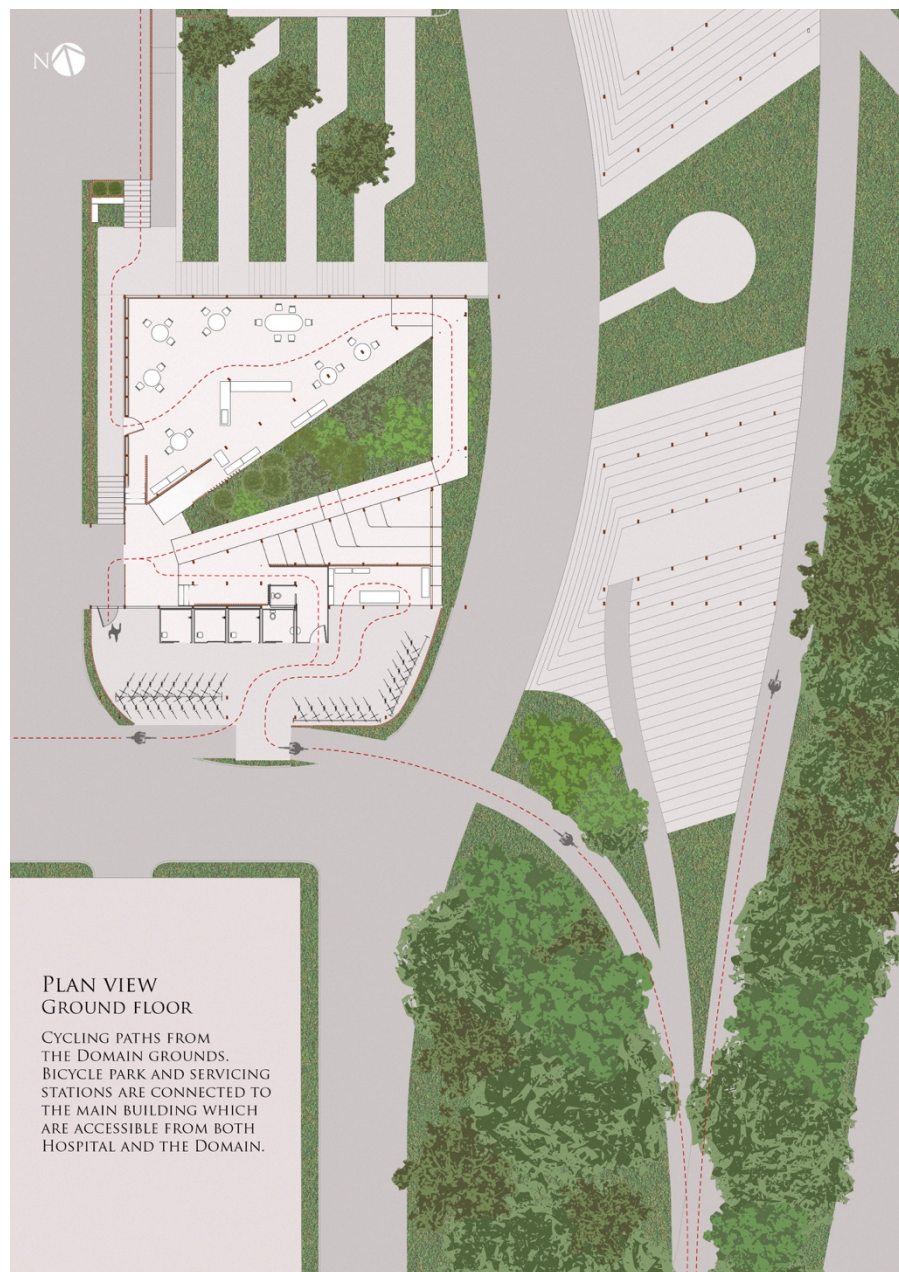 N
Plan view
Ground floor
Cycling paths from
the Domain grounds.
Bicycle park and servicing
stations are connected to
the main building which
are accessible from both
Hospital and the Domain.